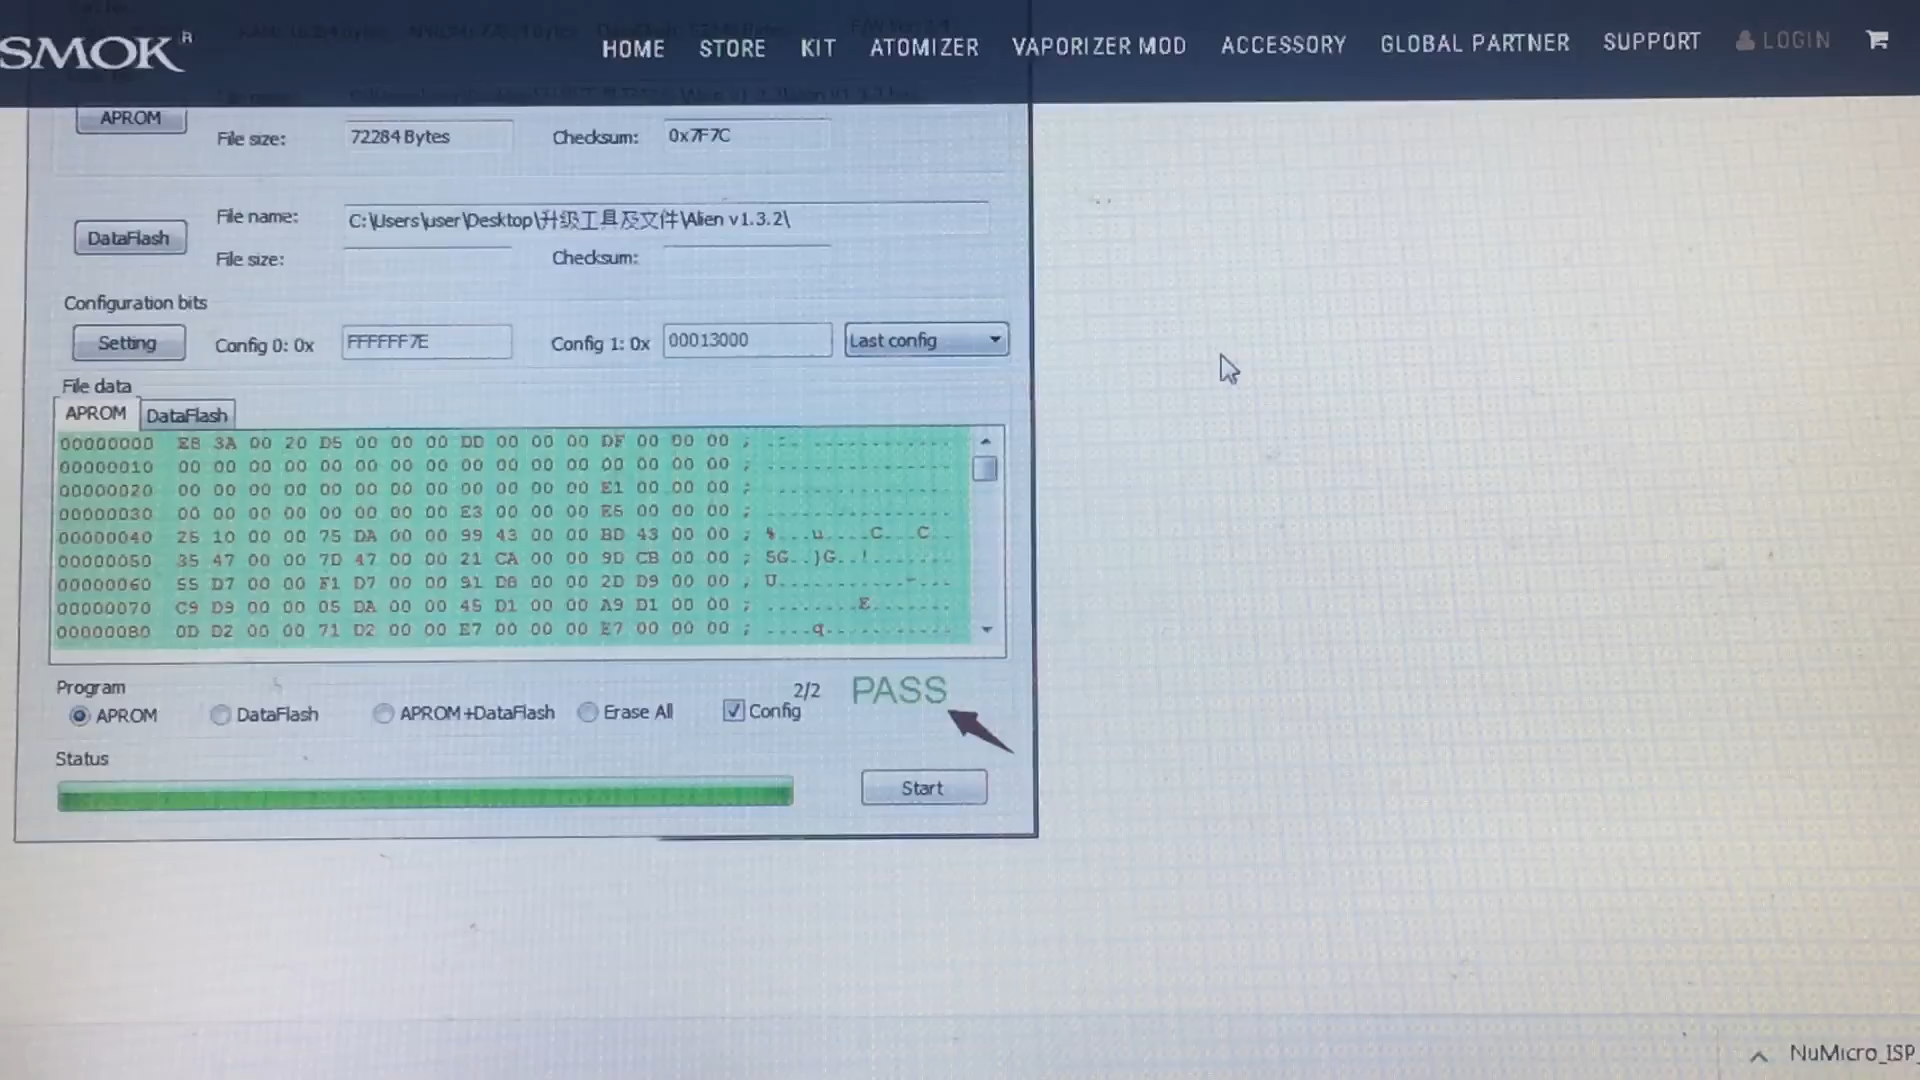 SMOK R
HOME STORE KIT ATOMIZER VAPORIZER MOD ACCESSORY GLOBAL PARTNER SUPPORT LOGIN
APROM
File size: 72284 Bytes Checksum: 0x7F7C
File name: C:\Users\user\Desktop\升级工具及文件\Alien v1.3.2\
DataFlash
File size: Checksum:
Configuration bits
Setting Config 0: 0x FFFFFF7E Config 1: 0x 00013000 Last config
File data
APROM DataFlash
00000000 E8 3A 00 20 D5 00 00 00 DD 00 00 00 DF 00 00 00 ;
00000010 00 00 00 00 00 00 00 00 00 00 00 00 00 00 00 00 ; ................
00000020 00 00 00 00 00 00 00 00 00 00 00 00 E1 00 00 00 ; ................
00000030 00 00 00 00 00 00 00 00 E3 00 00 00 E5 00 00 00 ; ................
00000040 25 10 00 00 75 DA 00 00 99 43 00 00 BD 43 00 00 ; %...u....C...C..
00000050 35 47 00 00 7D 47 00 00 21 CA 00 00 9D CB 00 00 ; 5G..}G..!.......
00000060 55 D7 00 00 F1 D7 00 00 91 D8 00 00 2D D9 00 00 ; U...........-...
00000070 C9 D9 00 00 05 DA 00 00 45 D1 00 00 A9 D1 00 00 ; ........E.......
00000080 0D D2 00 00 71 D2 00 00 E7 00 00 00 E7 00 00 00 ; ....q...........
Program 2/2 PASS
APROM DataFlash APROM+DataFlash Erase All Config
Status
Start
NuMicro_ISP_